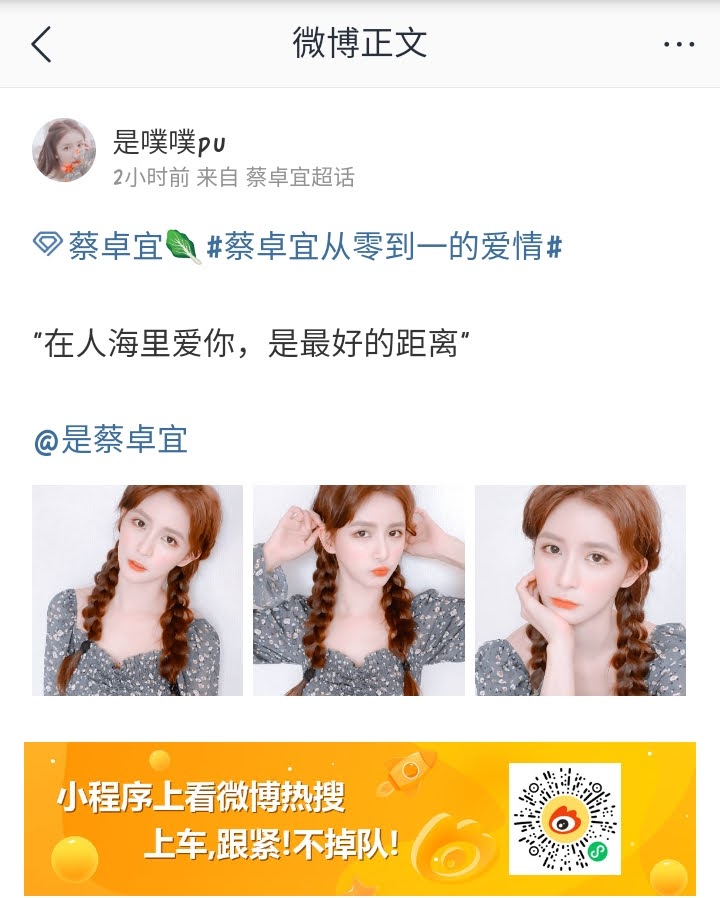 微博正文
是噗噗pu
2小时前 来自 蔡卓宜超话
蔡卓宜🥬#蔡卓宜从零到一的爱情#
"在人海里爱你，是最好的距离"
@是蔡卓宜
小程序上看微博热搜
上车,跟紧!不掉队!